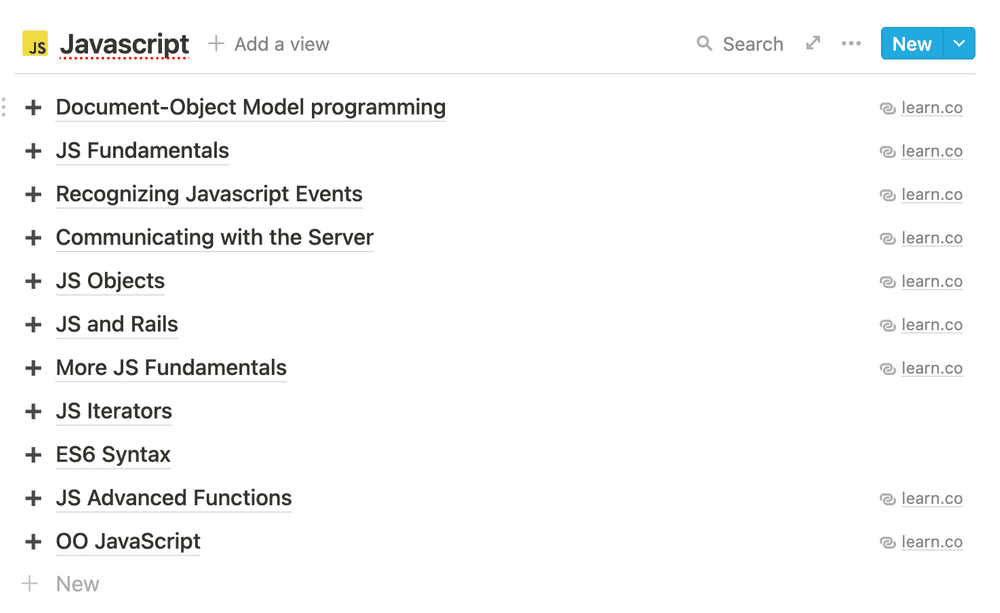 JS Javascript Add a view Search New
Document-Object Model programming learn.co
JS Fundamentals learn.co
Recognizing Javascript Events learn.co
Communicating with the Server learn.co
JS Objects learn.co
JS and Rails learn.co
More JS Fundamentals learn.co
JS Iterators
ES6 Syntax
JS Advanced Functions learn.co
OO JavaScript learn.co
New